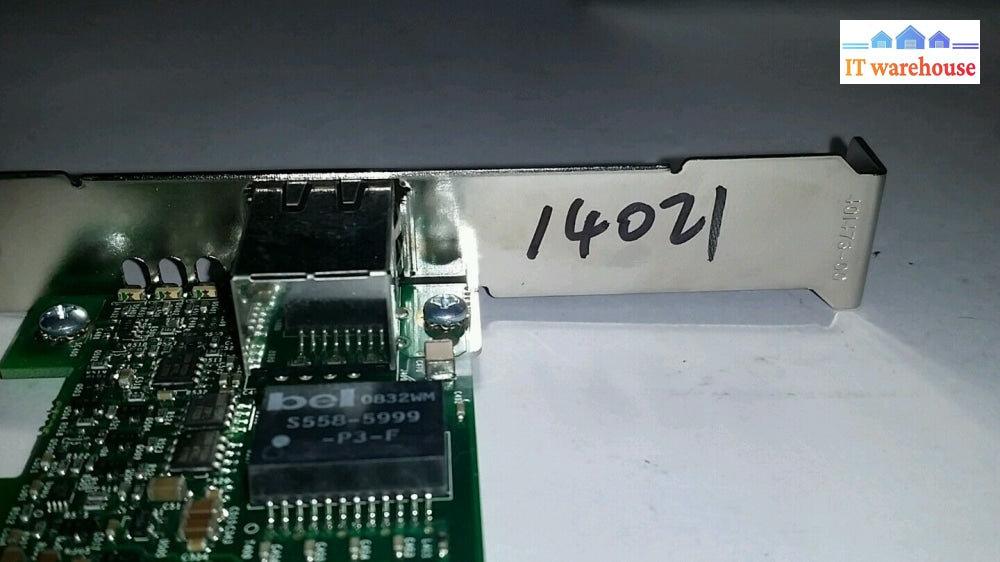 IT warehouse
14021
bel 0832WM
S558-5999
-P3-F